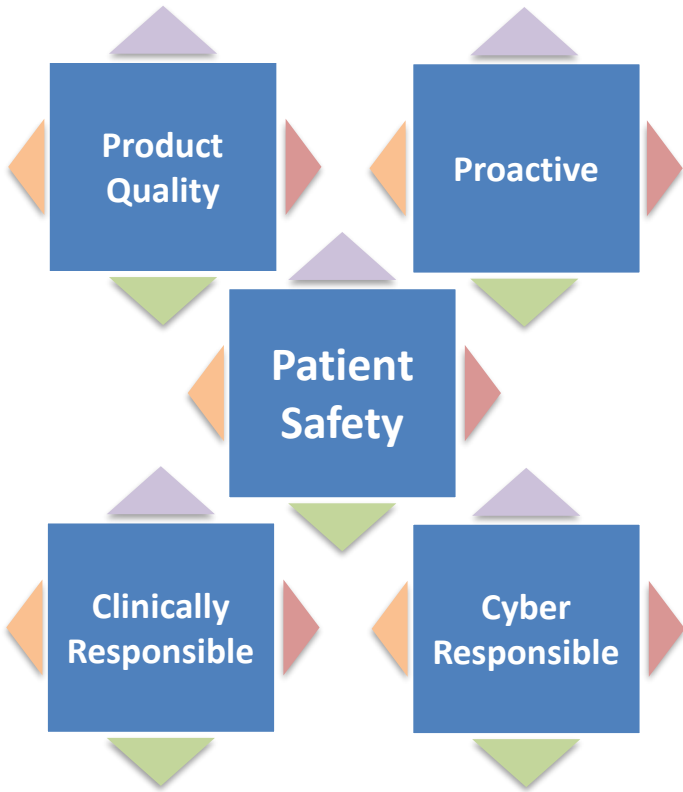 Product
Quality
Proactive
Patient
Safety
Clinically
Responsible
Cyber
Responsible